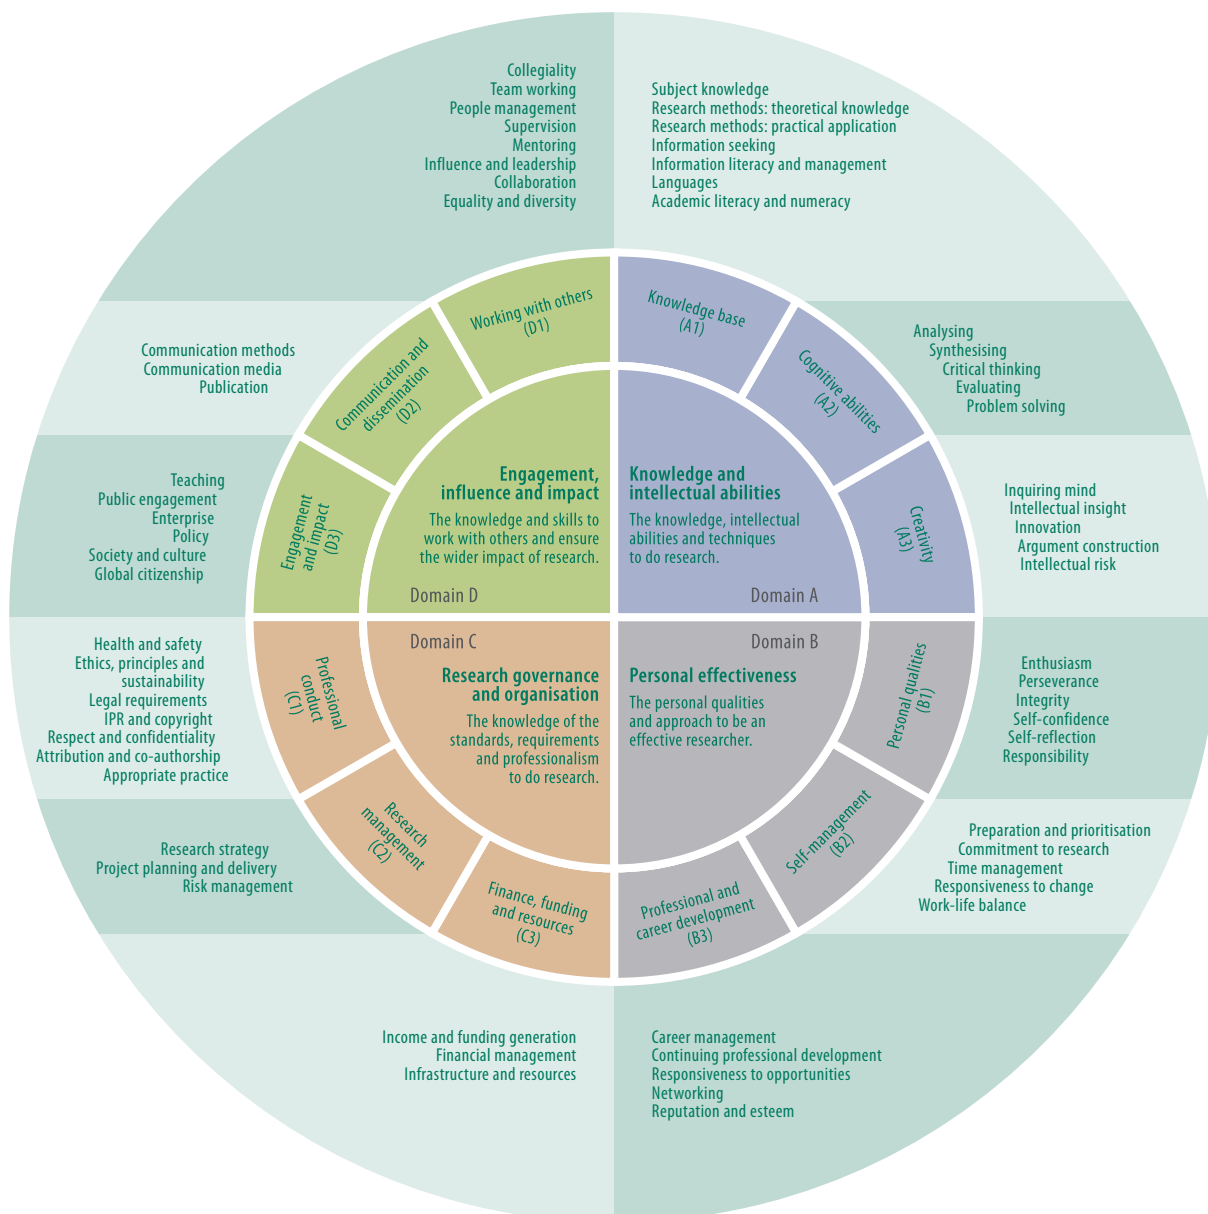 Collegiality
Team working
People management
Supervision
Mentoring
Influence and leadership
Collaboration
Equality and diversity
Subject knowledge
Research methods: theoretical knowledge
Research methods: practical application
Information seeking
Information literacy and management
Languages
Academic literacy and numeracy
Working with others
(D1)
Knowledge base
(A1)
Communication methods
Communication media
Publication
Communication and
dissemination
(D2)
Cognitive abilities
(A2)
Analysing
Synthesising
Critical thinking
Evaluating
Problem solving
Teaching
Public engagement
Enterprise
Policy
Society and culture
Global citizenship
Engagement
and impact
(D3)
Engagement,
influence and impact
The knowledge and skills to
work with others and ensure
the wider impact of research.
Domain D
Knowledge and
intellectual abilities
The knowledge, intellectual
abilities and techniques
to do research.
Domain A
Creativity
(A3)
Inquiring mind
Intellectual insight
Innovation
Argument construction
Intellectual risk
Health and safety
Ethics, principles and
sustainability
Legal requirements
IPR and copyright
Respect and confidentiality
Attribution and co-authorship
Appropriate practice
Professional
conduct
(C1)
Domain C
Research governance
and organisation
The knowledge of the
standards, requirements
and professionalism
to do research.
Domain B
Personal effectiveness
The personal qualities
and approach to be an
effective researcher.
Personal qualities
(B1)
Enthusiasm
Perseverance
Integrity
Self-confidence
Self-reflection
Responsibility
Research strategy
Project planning and delivery
Risk management
Research
management
(C2)
Self-management
(B2)
Preparation and prioritisation
Commitment to research
Time management
Responsiveness to change
Work-life balance
Finance, funding
and resources
(C3)
Professional and
career development
(B3)
Income and funding generation
Financial management
Infrastructure and resources
Career management
Continuing professional development
Responsiveness to opportunities
Networking
Reputation and esteem